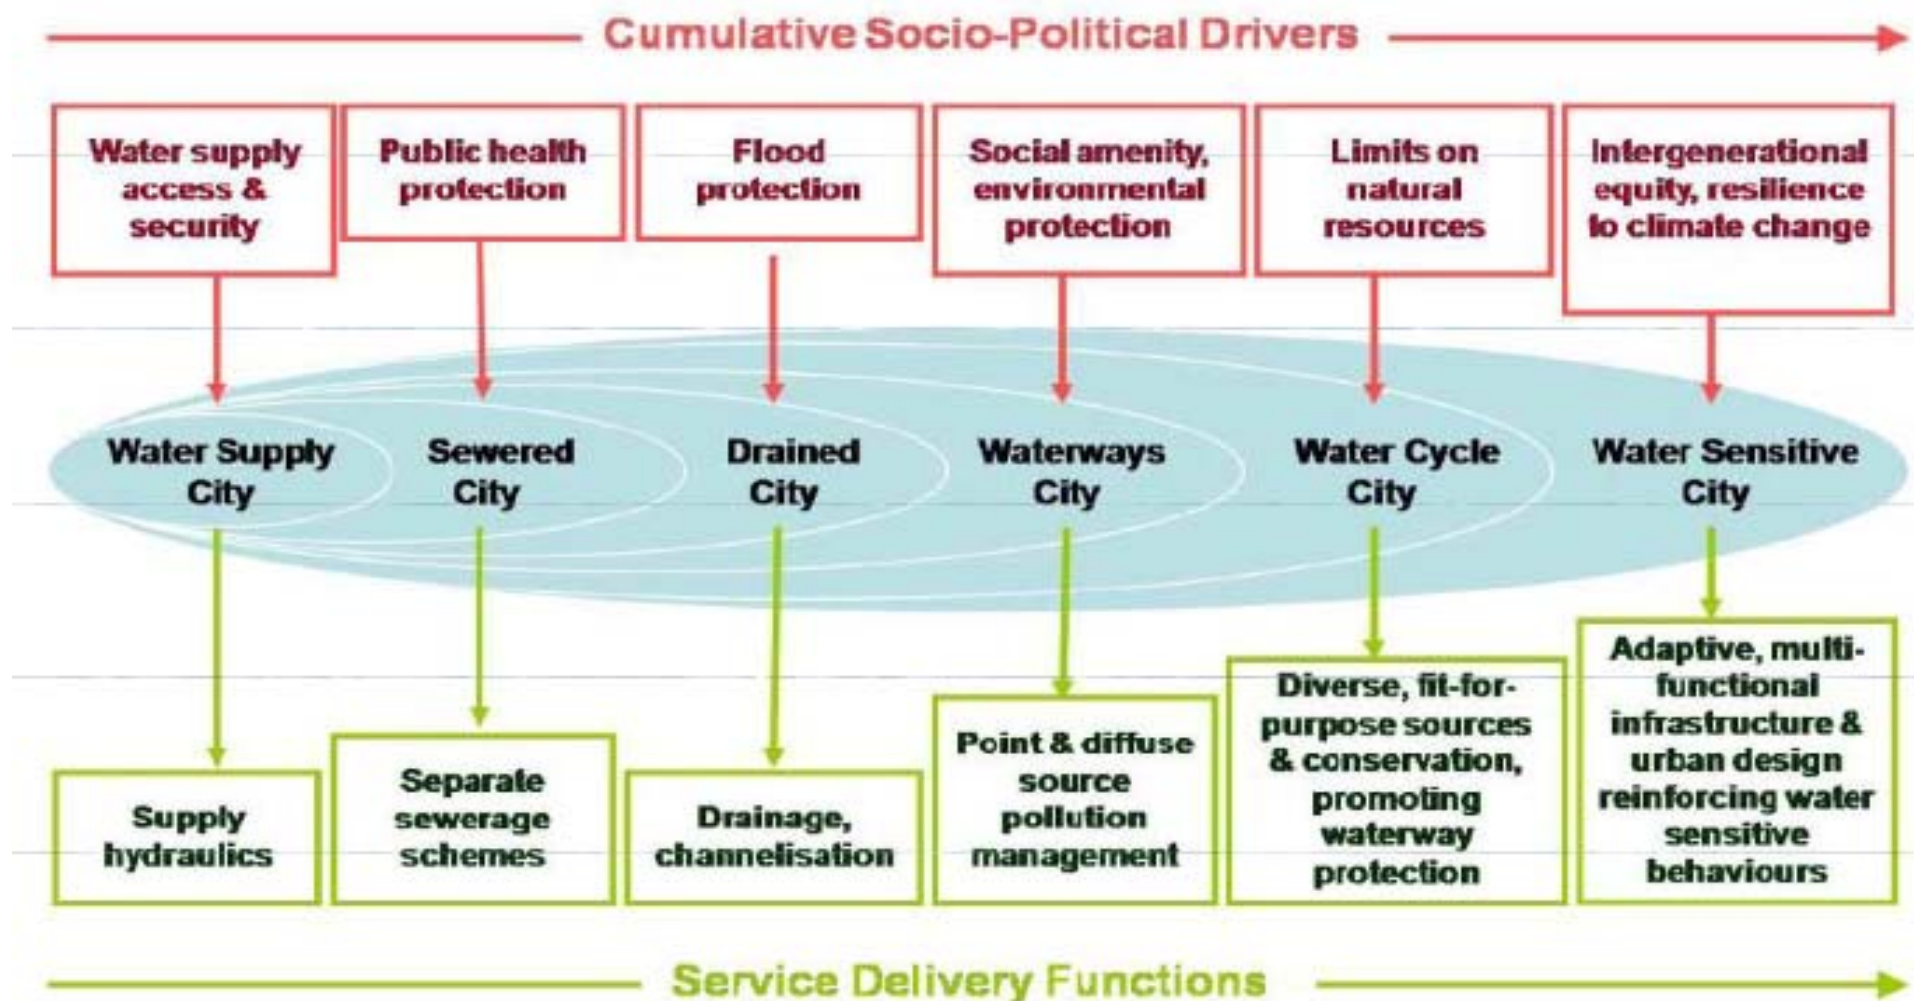 Cumulative Socio-Political Drivers
Water supply
access &
security
Public health
protection
Flood
protection
Social amenity,
environmental
protection
Limits on
natural
resources
Intergenerational
equity, resilience
to climate change
Water Supply
City
Sewered
City
Drained
City
Waterways
City
Water Cycle
City
Water Sensitive
City
Supply
hydraulics
Separate
sewerage
schemes
Drainage,
channelisation
Point & diffuse
source
pollution
management
Diverse, fit-for-
purpose sources
& conservation,
promoting
waterway
protection
Adaptive, multi-
functional
infrastructure &
urban design
reinforcing water
sensitive
behaviours
Service Delivery Functions